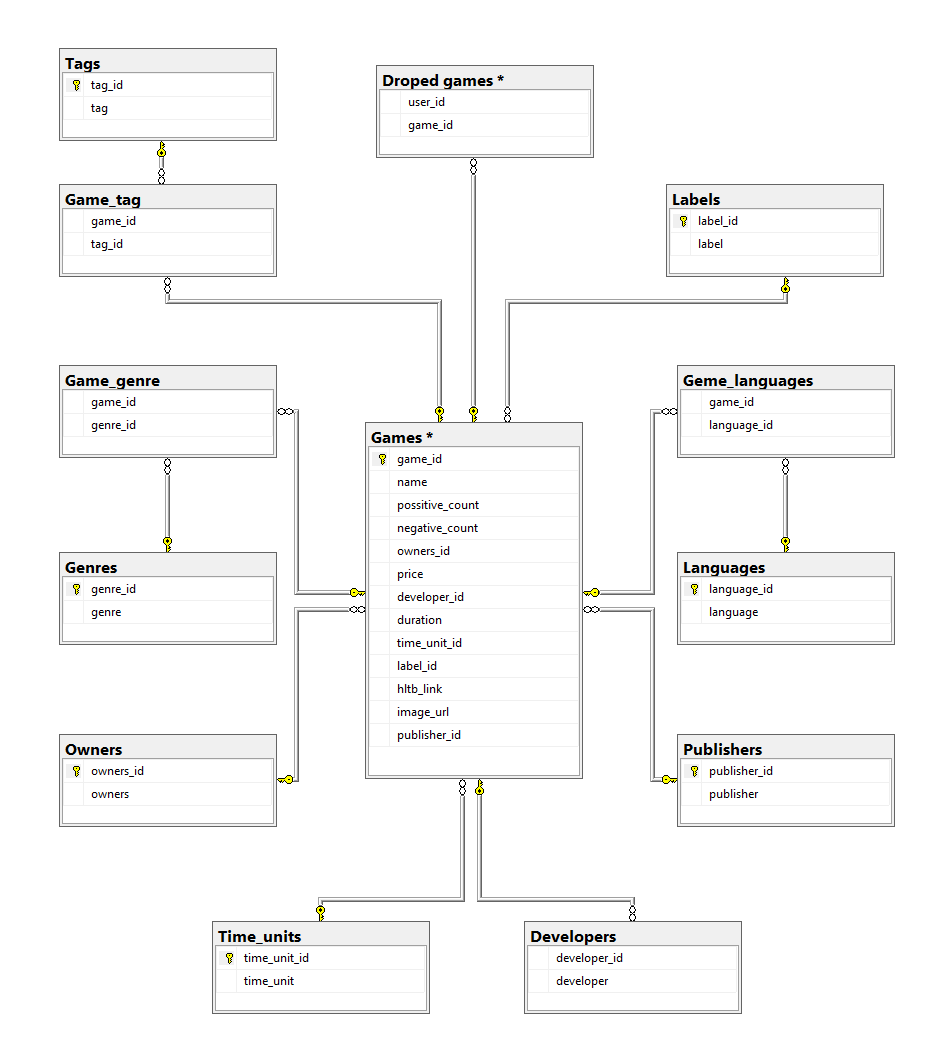 Tags
tag_id
tag
Droped games *
user_id
game_id
Game_tag
game_id
tag_id
Labels
label_id
label
Game_genre
game_id
genre_id
Geme_languages
game_id
language_id
Games *
game_id
name
possitive_count
negative_count
owners_id
price
developer_id
duration
time_unit_id
label_id
hltb_link
image_url
publisher_id
Genres
genre_id
genre
Languages
language_id
language
Owners
owners_id
owners
Publishers
publisher_id
publisher
Time_units
time_unit_id
time_unit
Developers
developer_id
developer